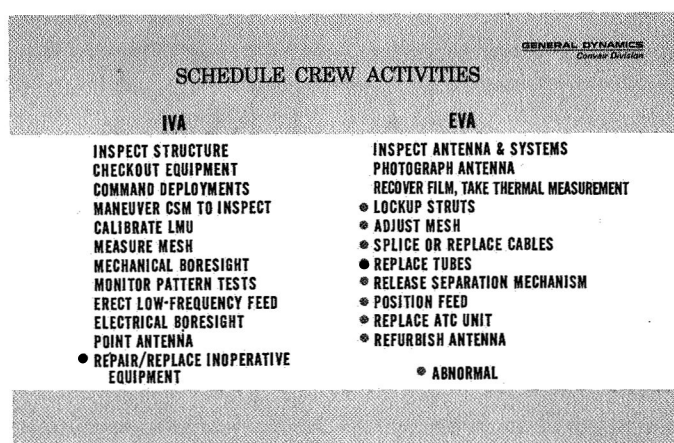 GENERAL DYNAMICS
Convair Division
SCHEDULE CREW ACTIVITIES
IVA
INSPECT STRUCTURE
CHECKOUT EQUIPMENT
COMMAND DEPLOYMENTS
MANEUVER CSM TO INSPECT
CALIBRATE LMU
MEASURE MESH
MECHANICAL BORESIGHT
MONITOR PATTERN TESTS
ERECT LOW-FREQUENCY FEED
ELECTRICAL BORESIGHT
POINT ANTENNA
● REPAIR/REPLACE INOPERATIVE
EQUIPMENT
EVA
INSPECT ANTENNA & SYSTEMS
PHOTOGRAPH ANTENNA
RECOVER FILM, TAKE THERMAL MEASUREMENT
● LOCKUP STRUTS
● ADJUST MESH
● SPLICE OR REPLACE CABLES
● REPLACE TUBES
● RELEASE SEPARATION MECHANISM
● POSITION FEED
● REPLACE ATC UNIT
● REFURBISH ANTENNA
● ABNORMAL